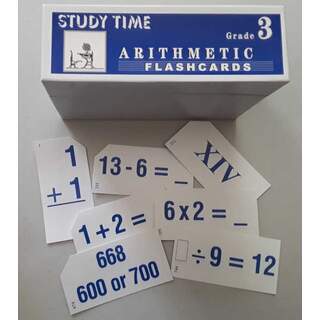 STUDY TIME
Grade 3
ARITHMETIC
FLASHCARDS
1
+ 1
13 - 6 = _
XIV
1 + 2 =
6 x 2 = _
668
600 or 700
÷ 9 = 12